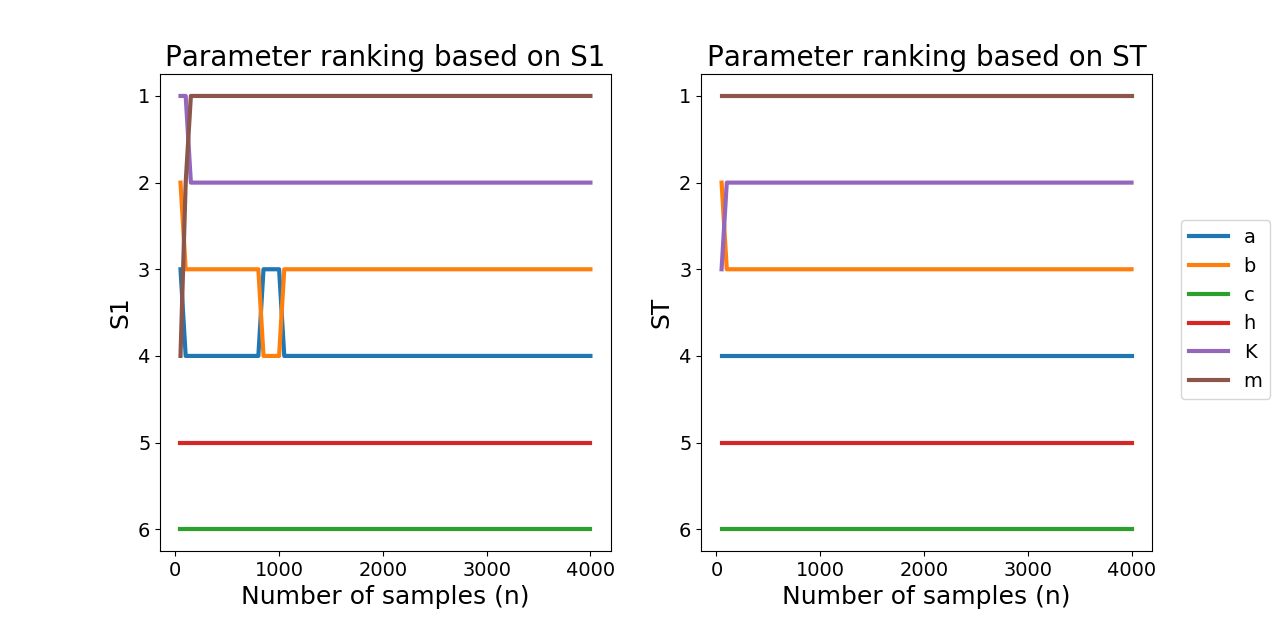 Parameter ranking based on S1
S1
1
2
3
4
5
6
0 1000 2000 3000 4000
Number of samples (n)
Parameter ranking based on ST
ST
1
2
3
4
5
6
0 1000 2000 3000 4000
Number of samples (n)
a
b
c
h
K
m